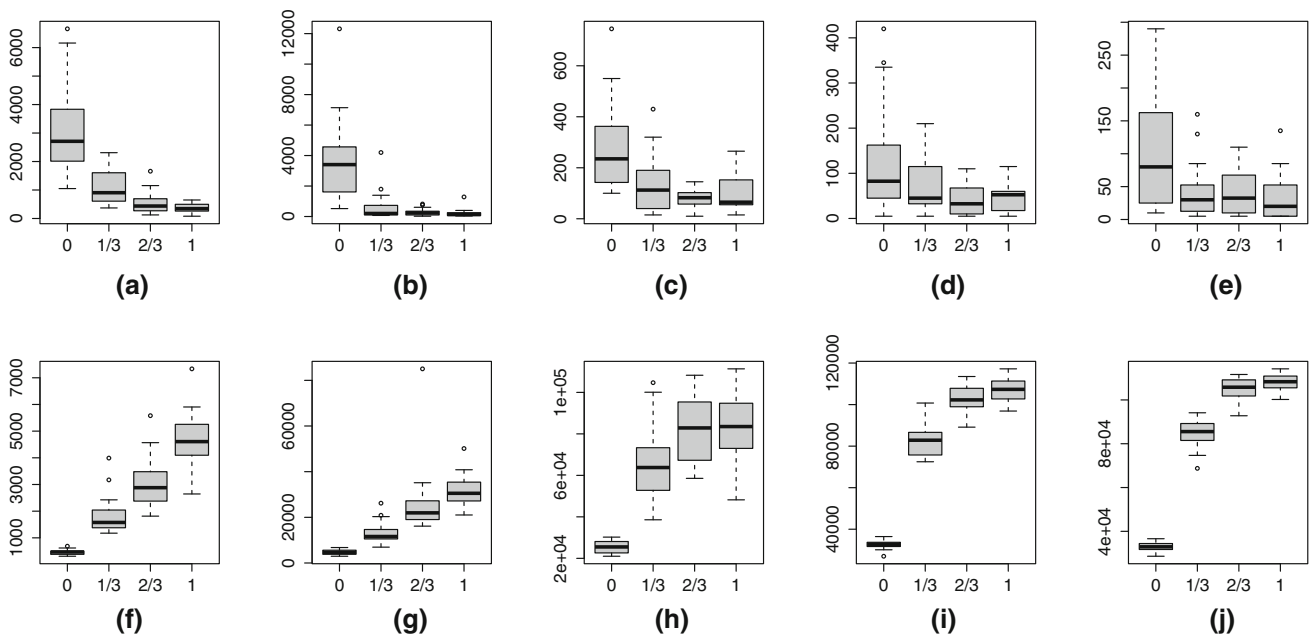 0 2000 4000 6000
0 1/3 2/3 1
(a)
0 4000 8000 12000
0 1/3 2/3 1
(b)
0 200 400 600
0 1/3 2/3 1
(c)
0 100 200 300 400
0 1/3 2/3 1
(d)
0 50 100 150 250
0 1/3 2/3 1
(e)
1000 3000 5000 6000 7000
0 1/3 2/3 1
(f)
0 20000 60000
0 1/3 2/3 1
(g)
2e+04 6e+04 1e+05
0 1/3 2/3 1
(h)
40000 80000 120000
0 1/3 2/3 1
(i)
4e+04 8e+04
0 1/3 2/3 1
(j)